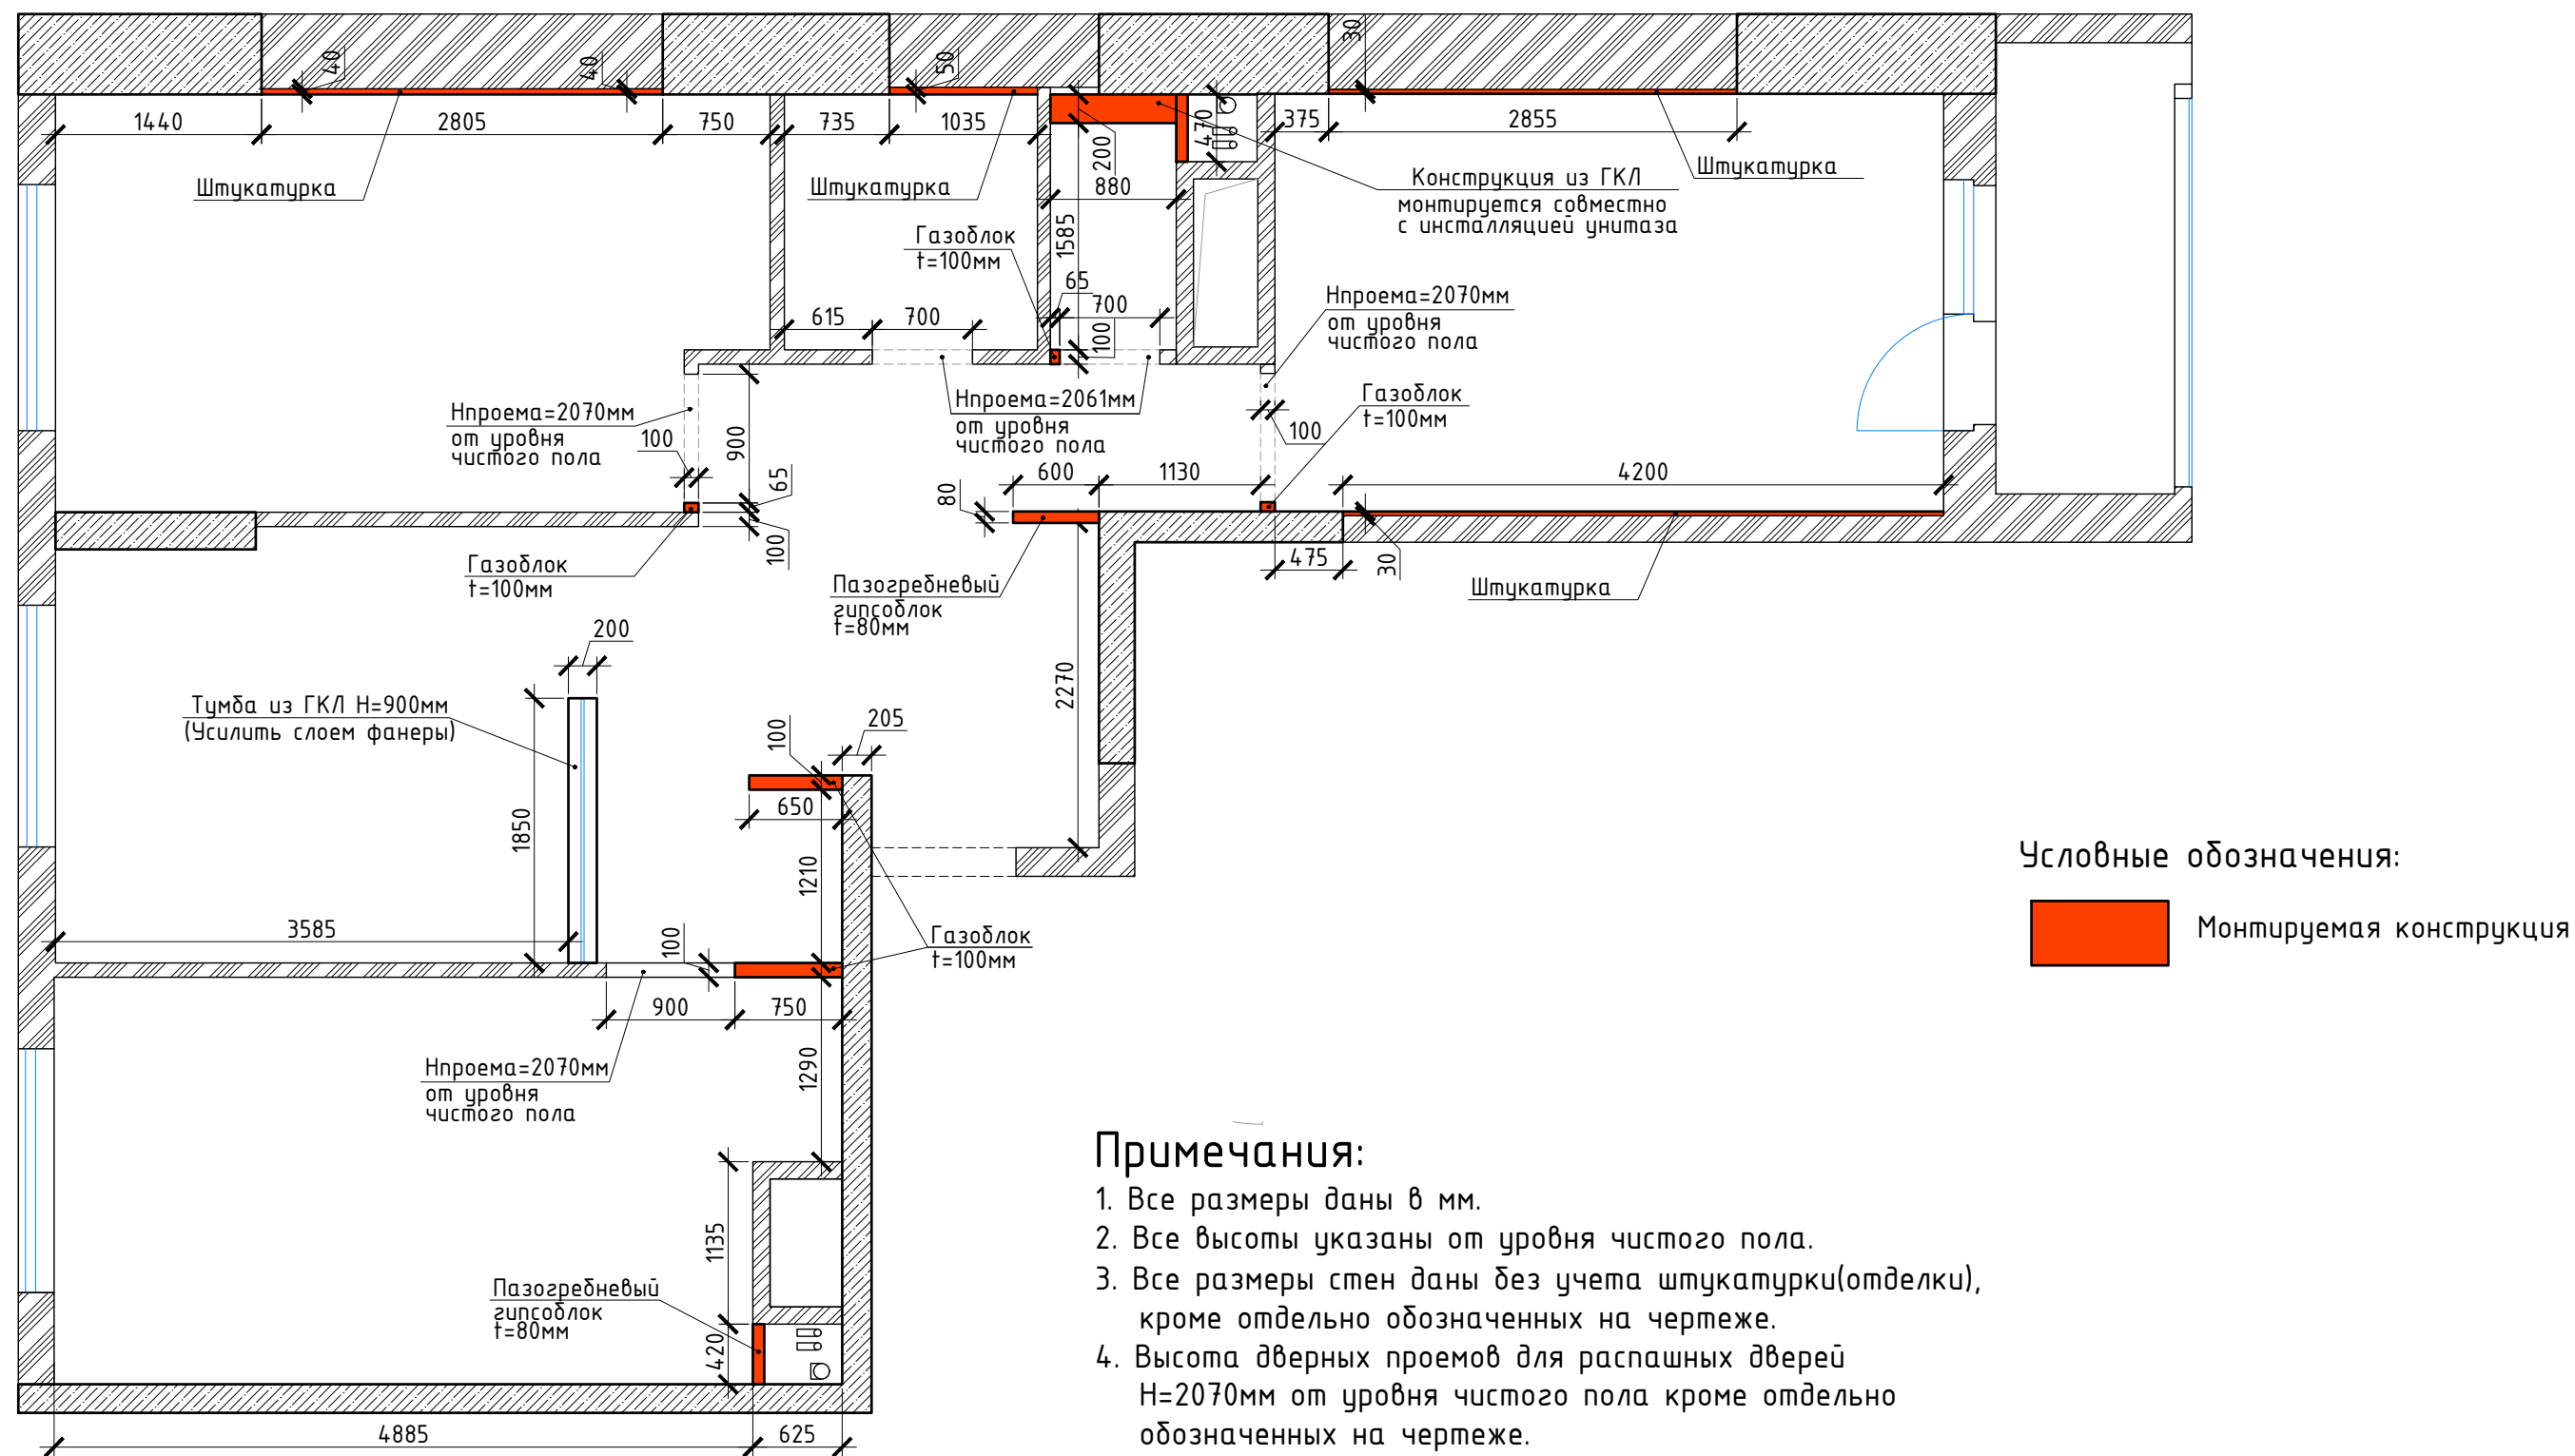 40
40
50
30
1440
2805
750
735
1035
470
375
2855
200
Штукатурка
Штукатурка
880
Конструкция из ГКЛ
монтируется совместно
с инсталляцией унитаза
Штукатурка
1585
Газоблок
t=100мм
65
615
700
700
100
Hпроема=2070мм
от уровня
чистого пола
Hпроема=2070мм
от уровня
чистого пола
100
900
65
100
Hпроема=2061мм
от уровня
чистого пола
Газоблок
t=100мм
100
600
1130
4200
80
475
30
Штукатурка
Газоблок
t=100мм
Пазогребневый
гипсоблок
t=80мм
200
2270
Тумба из ГКЛ H=900мм
(Усилить слоем фанеры)
100
205
650
1850
1210
3585
100
Газоблок
t=100мм
900
750
Hпроема=2070мм
от уровня
чистого пола
1290
1135
Пазогребневый
гипсоблок
t=80мм
420
4885
625
Условные обозначения:
Монтируемая конструкция
Примечания:
1. Все размеры даны в мм.
2. Все высоты указаны от уровня чистого пола.
3. Все размеры стен даны без учета штукатурки(отделки),
кроме отдельно обозначенных на чертеже.
4. Высота дверных проемов для распашных дверей
H=2070мм от уровня чистого пола кроме отдельно
обозначенных на чертеже.